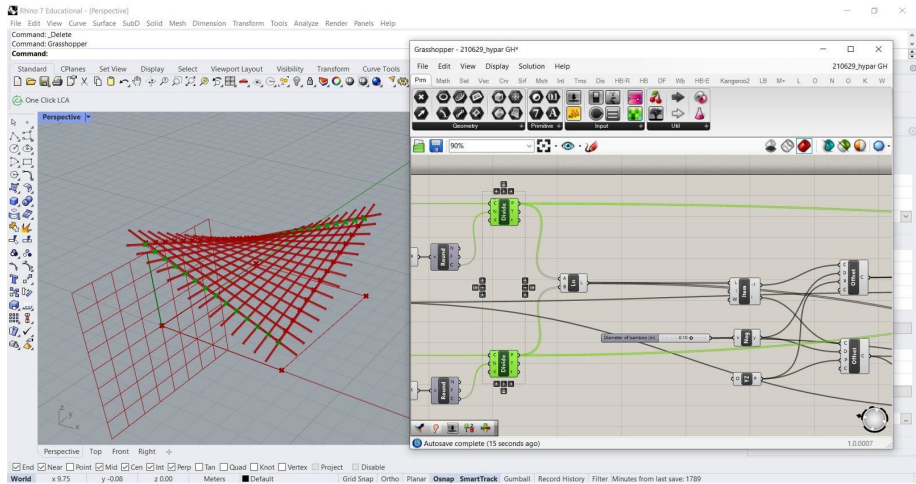 Rhino 7 Educational - [Perspective]
File Edit View Curve Surface SubD Solid Mesh Dimension Transform Tools Analyze Render Panels Help
Command: _Delete
Command: Grasshopper
Command:
Standard CPlanes Set View Display Select Viewport Layout Visibility Transform Curve Tools
One Click LCA
Perspective
Grasshopper - 210629_hypar GH*
File Edit View Display Solution Help 210629_hypar GH
Prm Math Set Vec Crv Srf Msh Int Trns Dis HB-R HB DF Wb HB-E Kangaroo2 LB M+ L O N O K W
Geometry Primitive Input Util
90%
Divide
C
N
K
P
T
t
Round
x
N
F
C
Ln
A
B
L
Item
L
i
W
i
Offset
C
D
P
C
C
Diameter of bamboo (m) 0.10
Neg
x
y
Offset
C
D
P
C
C
Divide
C
N
K
P
T
t
Round
x
N
F
C
YZ
O
P
Autosave complete (15 seconds ago) 1.0.0007
z
y
x
Perspective Top Front Right
End Near Point Mid Cen Int Perp Tan Quad Knot Vertex Project Disable
World x 9.75 y -0.08 z 0.00 Meters Default Grid Snap Ortho Planar Osnap SmartTrack Gumball Record History Filter Minutes from last save: 1789